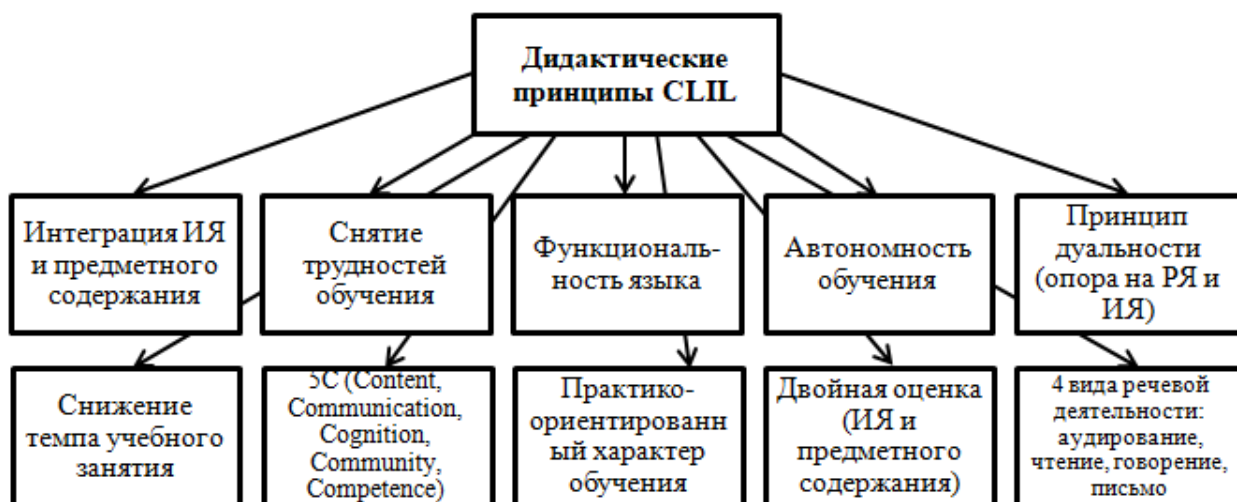 Дидактические
принципы CLIL
Интеграция ИЯ
и предметного
содержания
Снятие
трудностей
обучения
Функциональ-
ность языка
Автономность
обучения
Принцип
дуальности
(опора на РЯ и
ИЯ)
Снижение
темпа учебного
занятия
5C (Content,
Communication,
Cognition,
Community,
Competence)
Практико-
ориентированн
ый характер
обучения
Двойная оценка
(ИЯ и
предметного
содержания)
4 вида речевой
деятельности:
аудирование,
чтение, говорение,
письмо